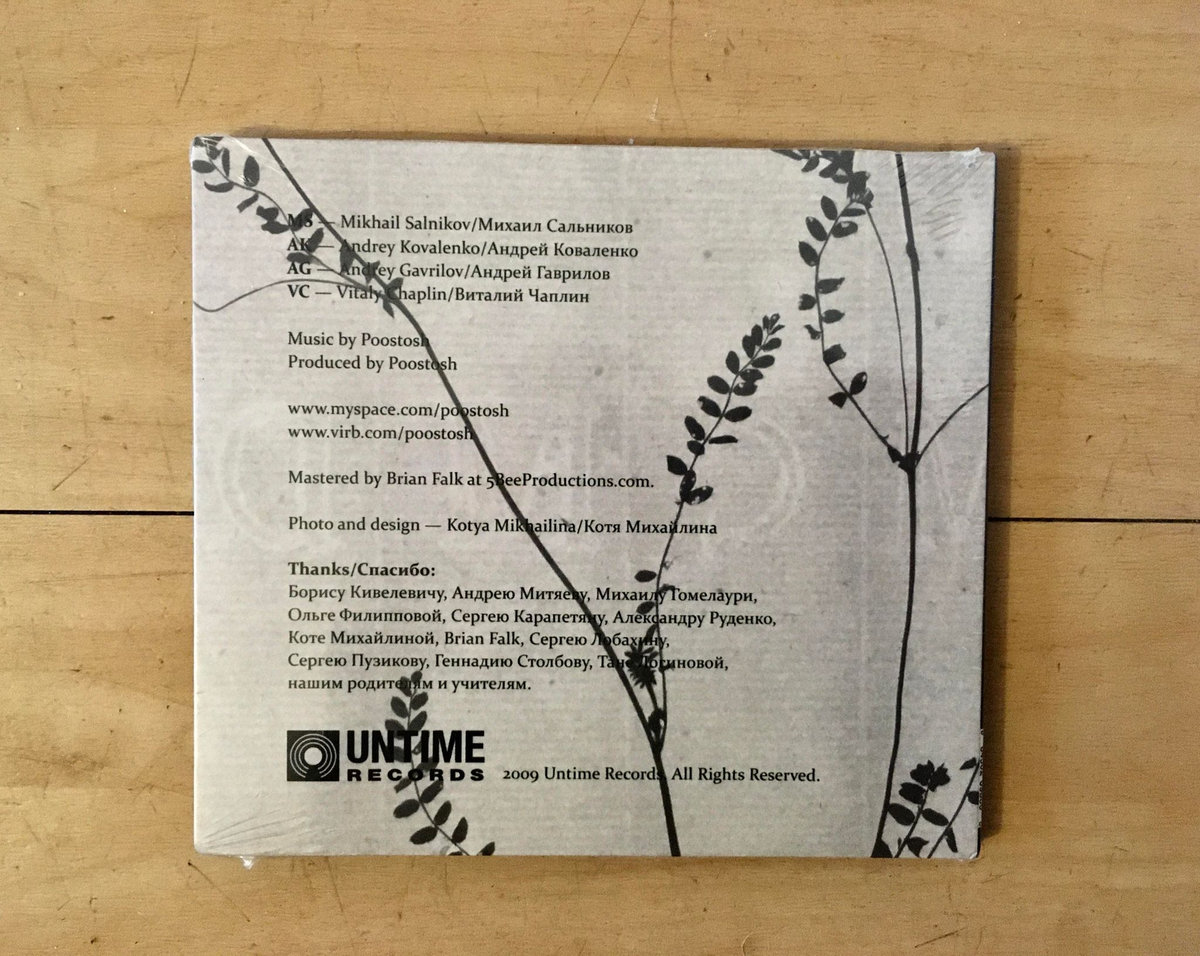 MS — Mikhail Salnikov/Михаил Сальников
AK — Andrey Kovalenko/Андрей Коваленко
AG — Andrey Gavrilov/Андрей Гаврилов
VC — Vitaly Chaplin/Виталий Чаплин
Music by Poostosh
Produced by Poostosh
www.myspace.com/poostosh
www.virb.com/poostosh
Mastered by Brian Falk at 5BeeProductions.com.
Photo and design — Kotya Mikhailina/Котя Михайлина
Thanks/Спасибо:
Борису Кивелевичу, Андрею Митяеву, Михаилу Гомелаури,
Ольге Филипповой, Сергею Карапетяну, Александру Руденко,
Коте Михайлиной, Brian Falk, Сергею Лобахину,
Сергею Пузикову, Геннадию Столбову, Тане Логиновой,
нашим родителям и учителям.
UNTIME
RECORDS
2009 Untime Records. All Rights Reserved.